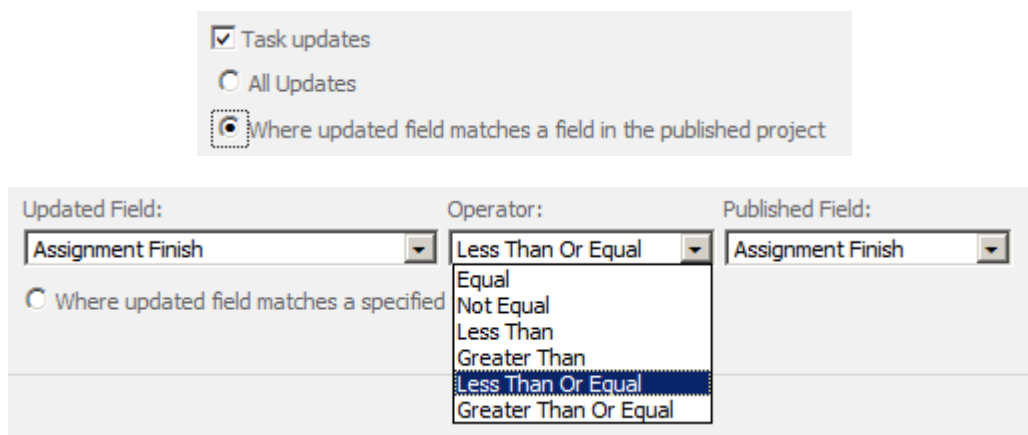 Task updates
All Updates
Where updated field matches a field in the published project
Updated Field: Operator: Published Field:
Assignment Finish Less Than Or Equal Assignment Finish
Equal
Where updated field matches a specified Not Equal
Less Than
Greater Than
Less Than Or Equal
Greater Than Or Equal